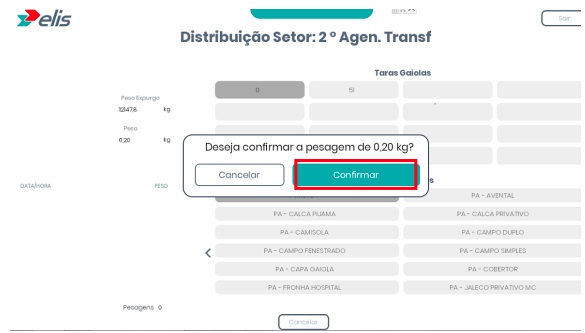 elis
Sair
Distribuição Setor: 2 º Agen. Transf
Taras Gaiolas
0 51
Peso Expurgo
12147,8 kg
Peso
0,20 kg
Deseja confirmar a pesagem de 0,20 kg?
Cancelar Confirmar
DATA/HORA PESO
PA - AVENTAL
PA - CALCA PIJAMA PA - CALCA PRIVATIVO
PA - CAMISOLA PA - CAMPO DUPLO
PA - CAMPO FENESTRADO PA - CAMPO SIMPLES
PA - CAPA GAIOLA PA - COBERTOR
PA - FRONHA HOSPITAL PA - JALECO PRIVATIVO MC
Pesagens 0
Cancelar